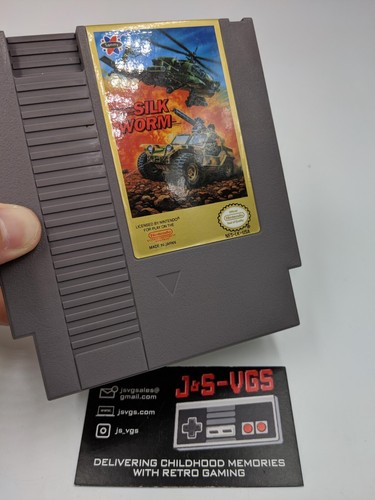 SILK
WORM
LICENSED BY NINTENDO®
FOR PLAY ON THE
MADE IN JAPAN
jsvgsales@
gmail.com
jsvgs.com
js_vgs
J&S-VGS
DELIVERING CHILDHOOD MEMORIES
WITH RETRO GAMING